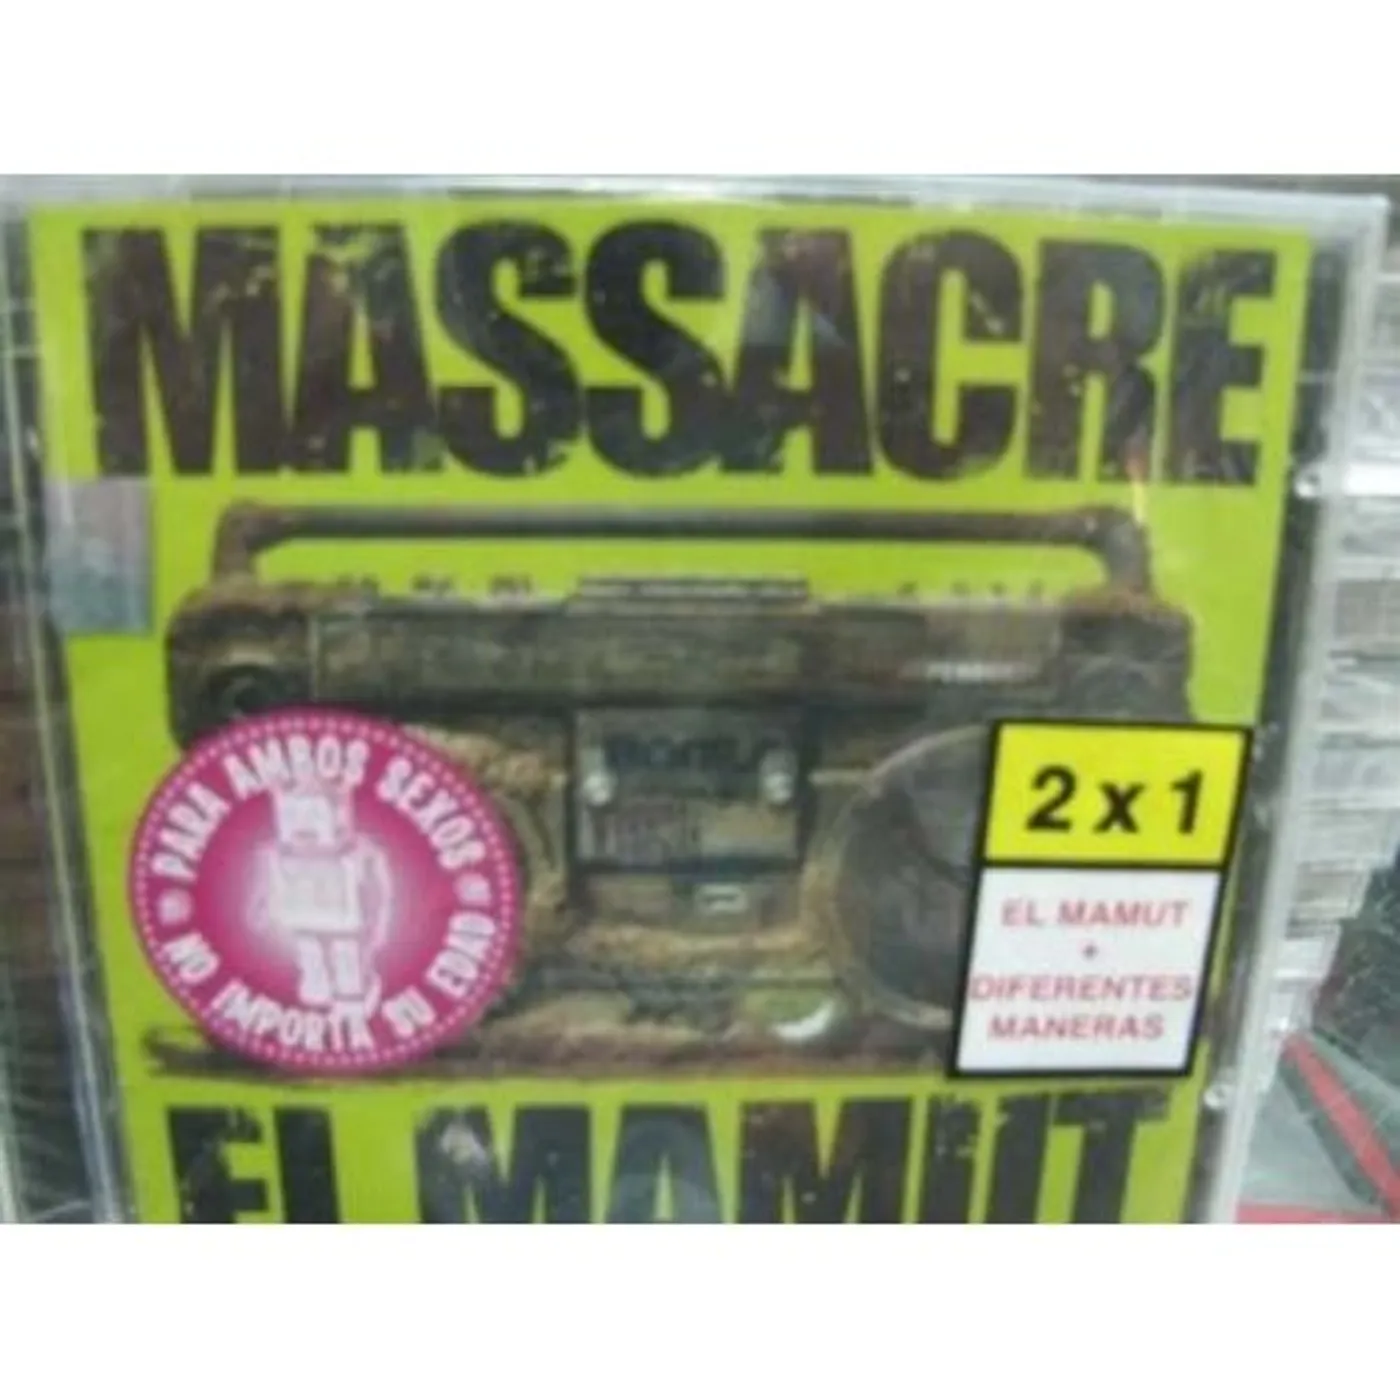 MASSACRE
PARA AMBOS SEXOS
NO IMPORTA SU EDAD
2 x 1
EL MAMUT
+
DIFERENTES
MANERAS
EL MAMUT